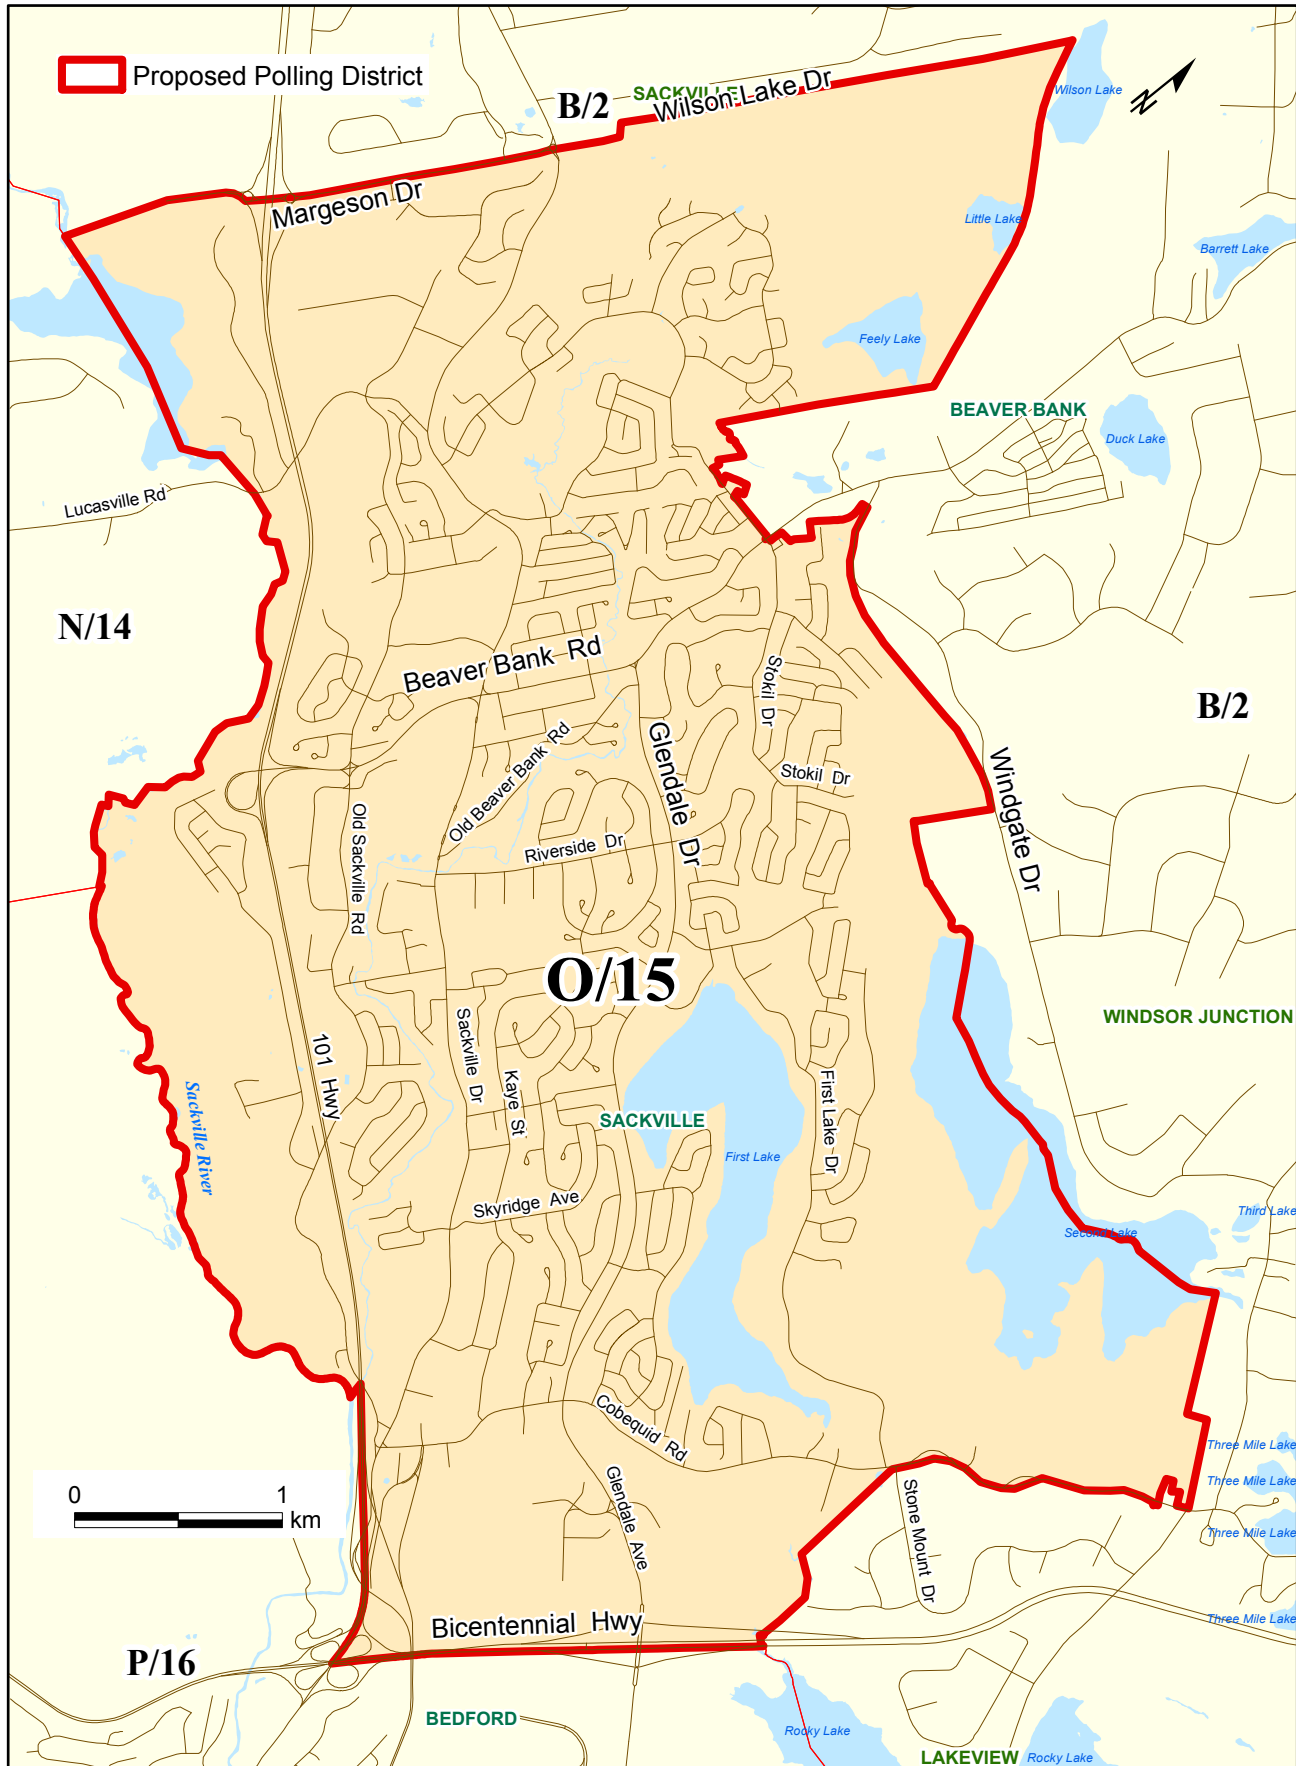 Proposed Polling District
SACKVILLE
B/2
Wilson Lake Dr
Wilson Lake
N
Margeson Dr
Little Lake
Barrett Lake
Feely Lake
BEAVER BANK
Duck Lake
Lucasville Rd
N/14
Beaver Bank Rd
Stokil Dr
B/2
Old Beaver Bank Rd
Glendale Dr
Stokil Dr
Windgate Dr
Old Sackville Rd
Riverside Dr
O/15
WINDSOR JUNCTION
101 Hwy
Sackville Dr
Kaye St
First Lake Dr
Sackville River
SACKVILLE
First Lake
Skyridge Ave
Third Lake
Second Lake
Cobequid Rd
Three Mile Lake
Three Mile Lake
Glendale Ave
Stone Mount Dr
0 1
km
Three Mile Lake
Three Mile Lake
Bicentennial Hwy
P/16
BEDFORD
Rocky Lake
LAKEVIEW
Rocky Lake